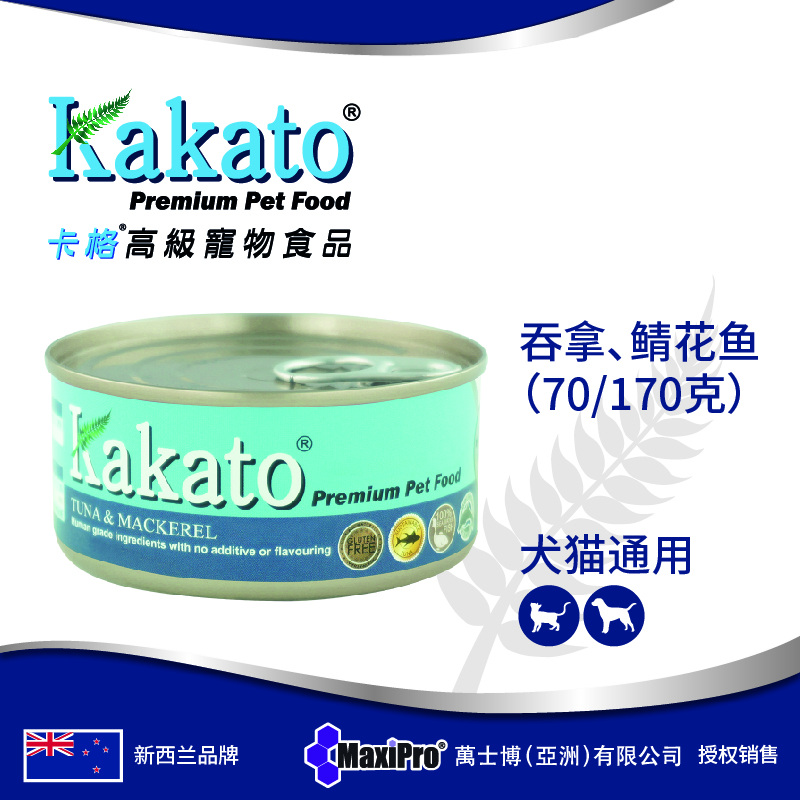 Kakato®
Premium Pet Food
卡格®高級寵物食品
吞拿、鲭花鱼
（70/170克）
犬猫通用
Kakato®
Premium Pet Food
TUNA & MACKEREL
Human grade ingredients with no additive or flavouring
GLUTEN FREE
100%
新西兰品牌
MaxiPro® 萬士博（亞洲）有限公司 授权销售